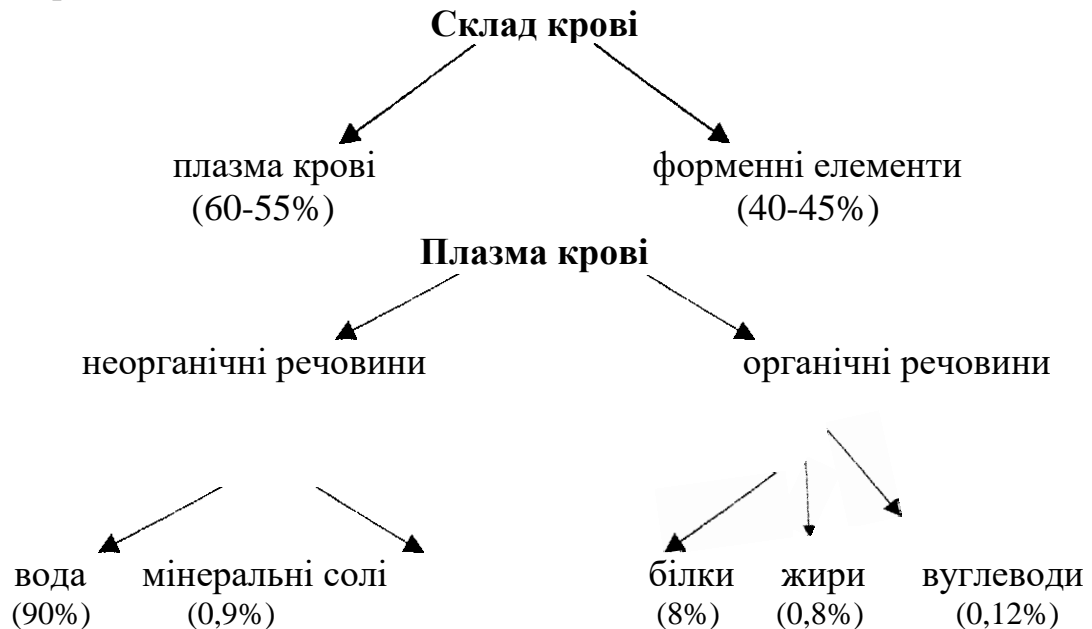 Склад крові
плазма крові форменні елементи
(60-55%) (40-45%)
Плазма крові
неорганічні речовини органічні речовини
вода мінеральні солі білки жири вуглеводи
(90%) (0,9%) (8%) (0,8%) (0,12%)